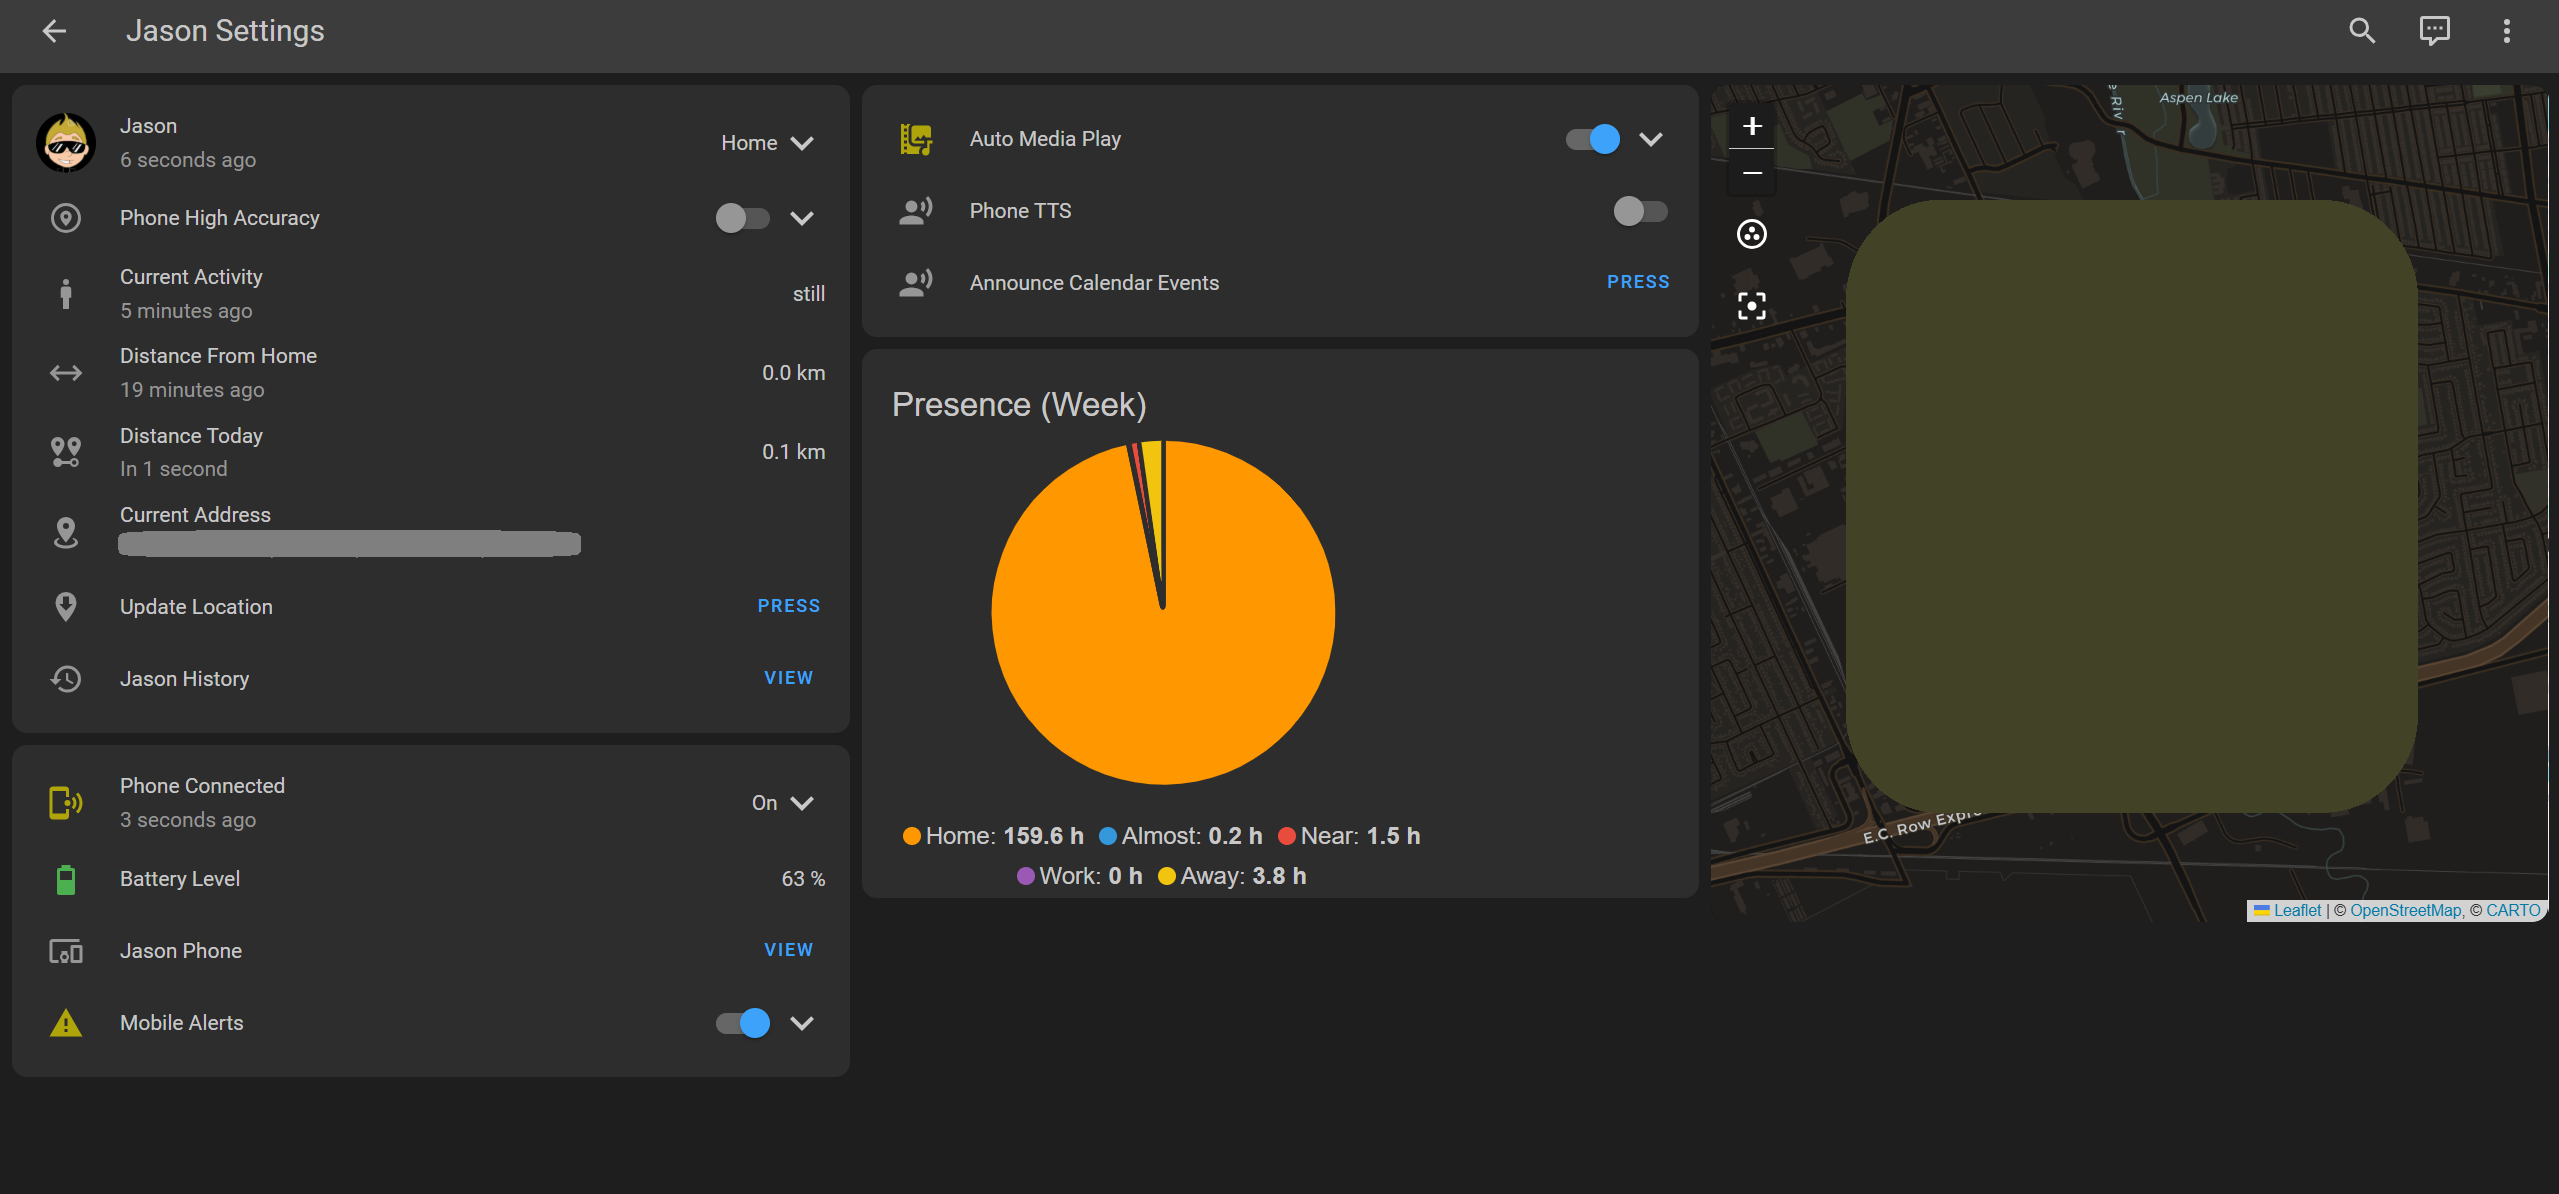 Jason Settings
Jason
6 seconds ago
Home
Phone High Accuracy
Current Activity
5 minutes ago
still
Distance From Home
19 minutes ago
0.0 km
Distance Today
In 1 second
0.1 km
Current Address
Update Location
PRESS
Jason History
VIEW
Phone Connected
3 seconds ago
On
Battery Level
63 %
Jason Phone
VIEW
Mobile Alerts
Auto Media Play
Phone TTS
Announce Calendar Events
PRESS
Presence (Week)
Home: 159.6 h Almost: 0.2 h Near: 1.5 h
Work: 0 h Away: 3.8 h
+
−
Aspen Lake
E.C. Row Expre
Leaflet | © OpenStreetMap, © CARTO